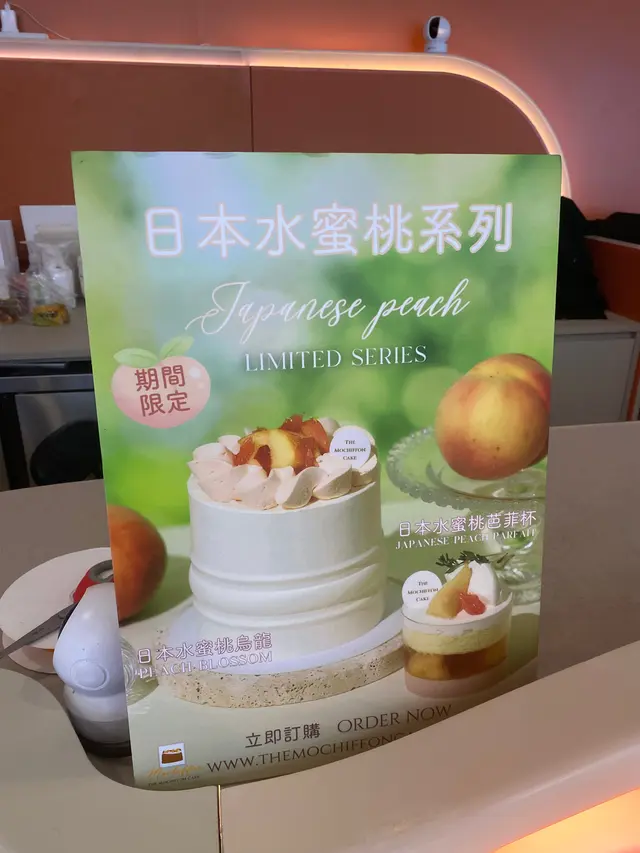 日本水蜜桃系列
Japanese peach
LIMITED SERIES
期間
限定
THE
MOCHIFFON
CAKE
日本水蜜桃芭菲杯
JAPANESE PEACH PARFAIT
THE
MOCHIFFON
CAKE
日本水蜜桃烏龍
PEACH BLOSSOM
立即訂購 ORDER NOW